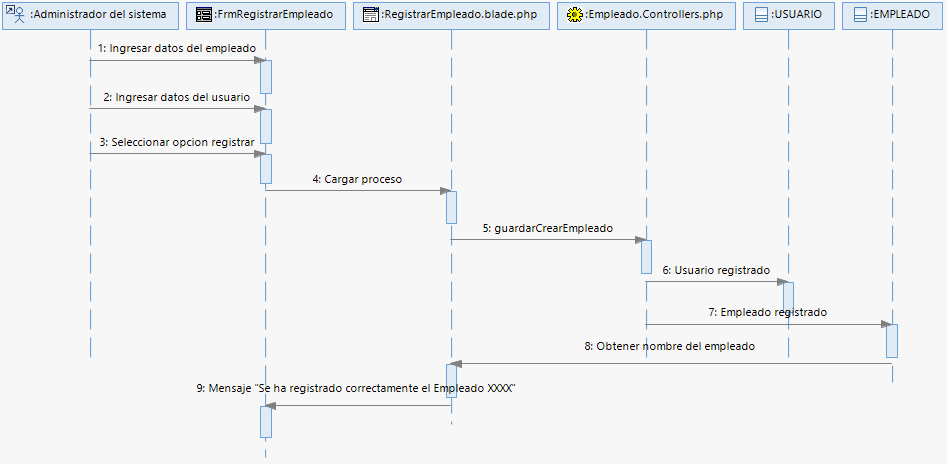 :Administrador del sistema
:FrmRegistrarEmpleado
:RegistrarEmpleado.blade.php
:Empleado.Controllers.php
:USUARIO
:EMPLEADO
1: Ingresar datos del empleado
2: Ingresar datos del usuario
3: Seleccionar opcion registrar
4: Cargar proceso
5: guardarCrearEmpleado
6: Usuario registrado
7: Empleado registrado
8: Obtener nombre del empleado
9: Mensaje "Se ha registrado correctamente el Empleado XXXX"